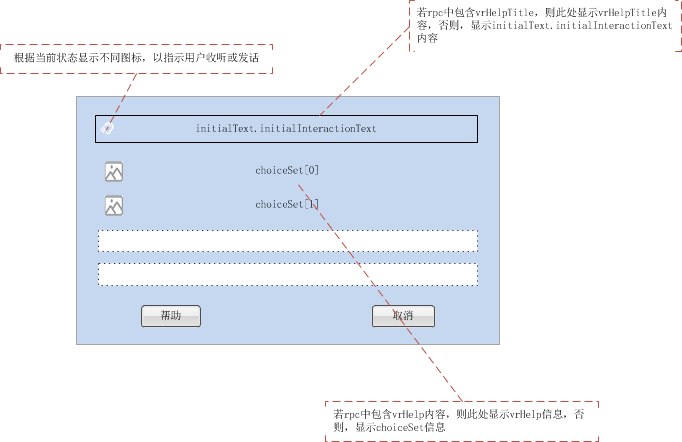 若rpc中包含vrHelpTitle, 则此处显示vrHelpTitle内
容, 否则, 显示initialText.initialInternactionText
内容
根据当前状态显示不同图标, 以指示用户收听或发话
initialText.initialInteractionText
choiceSet[0]
choiceSet[1]
帮助
取消
若rpc中包含vrHelp内容, 则此处显示vrHelp信息, 否
则, 显示choiceSet信息